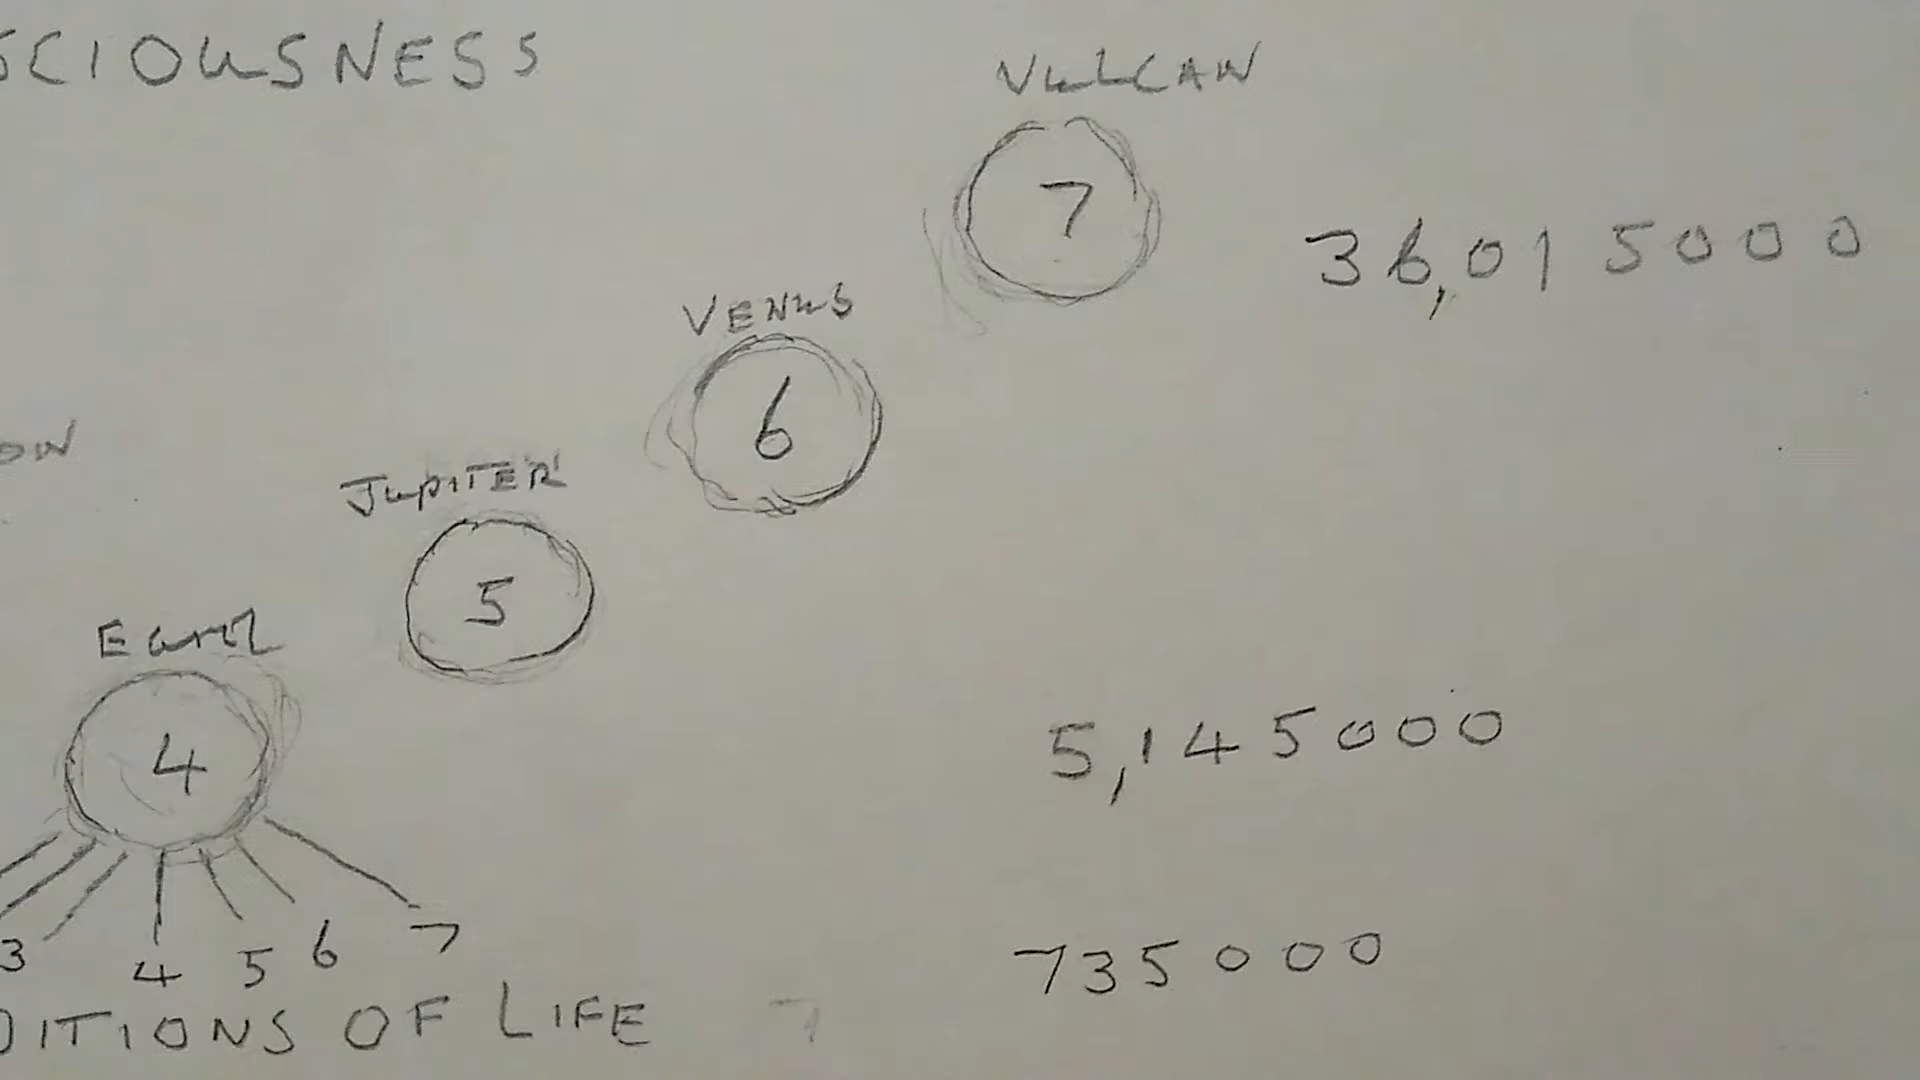 SCIOUSNESS
VULCAN
7
36,015000
VENUS
6
OW
JUPITER
5
Earth
4
5,145000
3 4 5 6 7
735000
DITIONS OF LIFE